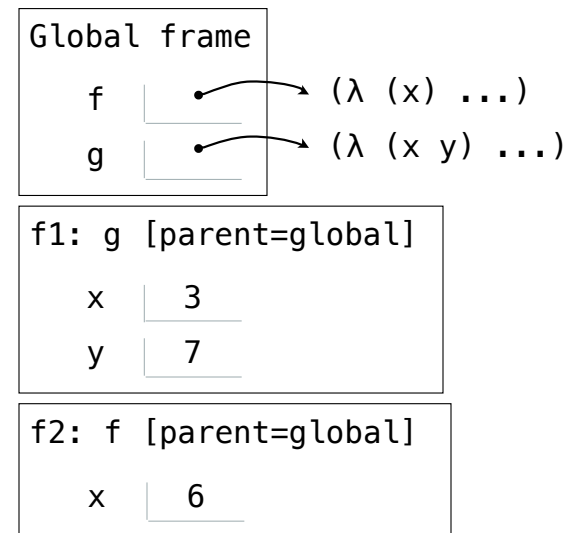 Global frame
f (λ (x) ...)
g (λ (x y) ...)
f1: g [parent=global]
x 3
y 7
f2: f [parent=global]
x 6